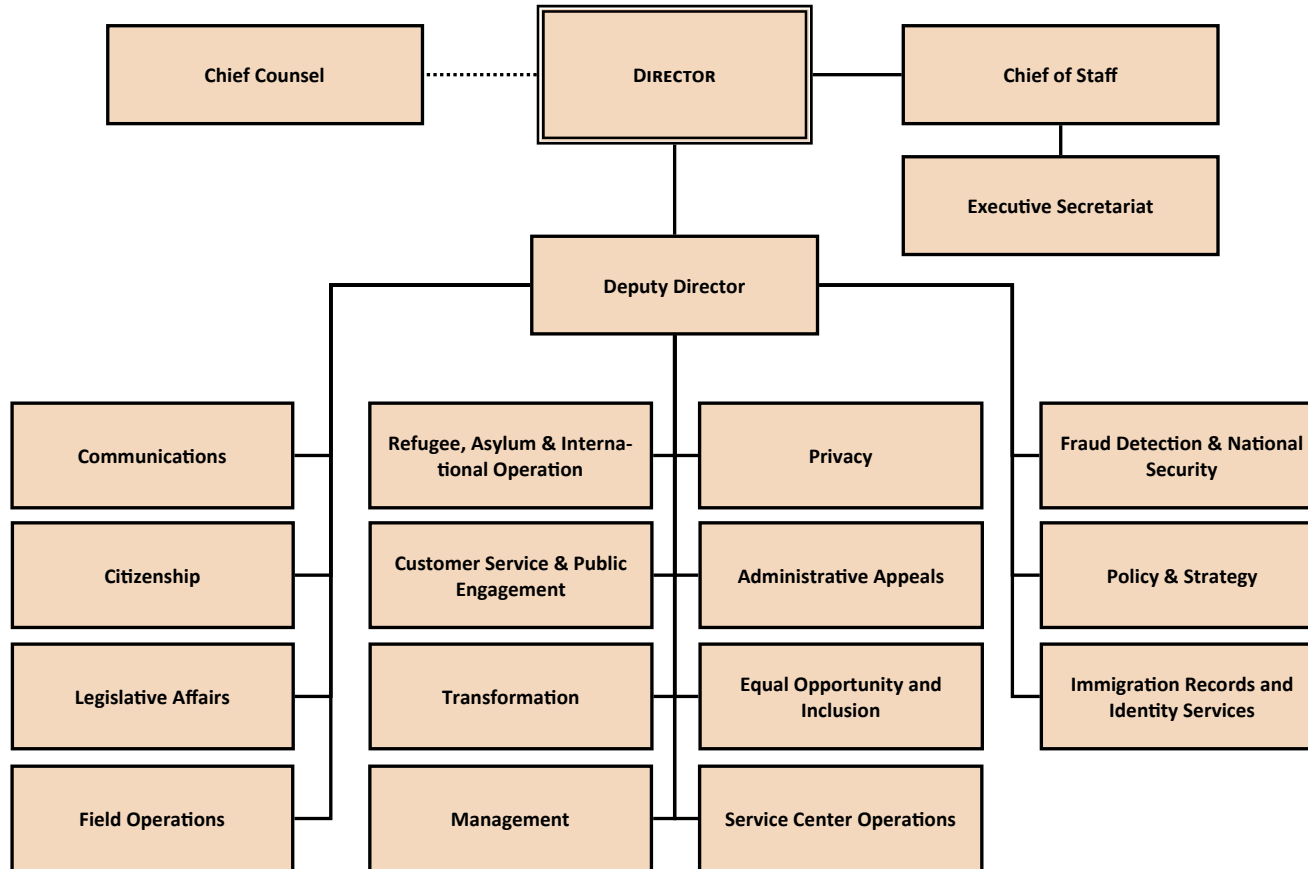 Chief Counsel
DIRECTOR
Chief of Staff
Executive Secretariat
Deputy Director
Communications
Refugee, Asylum & Interna-
tional Operation
Privacy
Fraud Detection & National
Security
Citizenship
Customer Service & Public
Engagement
Administrative Appeals
Policy & Strategy
Legislative Affairs
Transformation
Equal Opportunity and
Inclusion
Immigration Records and
Identity Services
Field Operations
Management
Service Center Operations